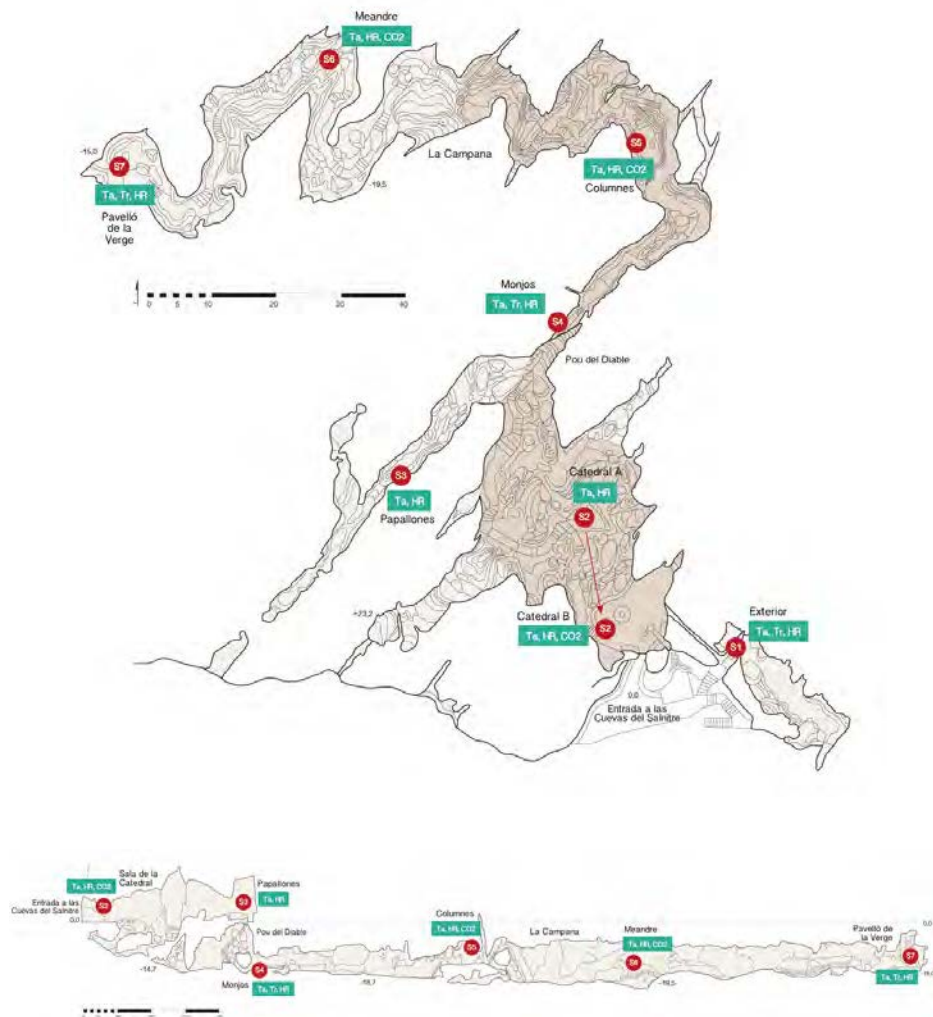 Meandre
Ta, HR, CO2
S6
S5
La Campana
-15,0
S7
Ta, HR, CO2
Columnes
-19,5
Ta, Tr, HR
Pavelló
de la
Verge
Monjos
Ta, Tr, HR
0 5 10 20 30 40
S4
Pou del Diable
Catedral A
S3
Ta, HR
Ta, HR
Papallones
S2
+23,2
Catedral B
Exterior
Ta, HR, CO2
S2
Ta, Tr, HR
S1
0,0
Entrada a las
Cuevas del Salnitre
Sala de la
Catedral
Ta, HR, CO2
Papallones
Ta, HR
Entrada a las
Cuevas del Salnitre
0,0
Columnes
Ta, HR, CO2
Pou del Diable
S5
La Campana
Meandre
Ta, HR, CO2
Pavelló de
la Verge
0,0
S7
-14,7
S4
Monjos
Ta, Tr, HR
-19,5
Ta, Tr, HR